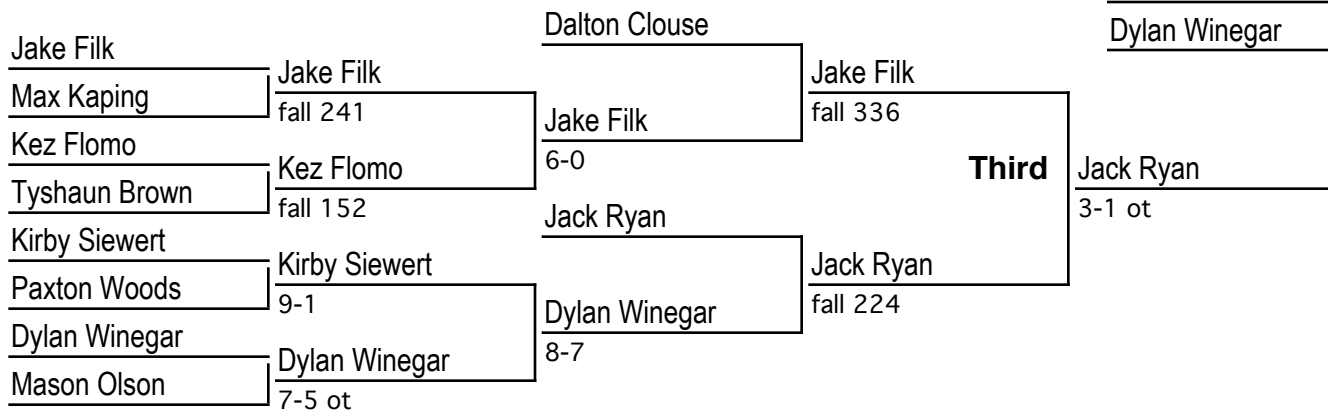 Jake Filk
Max Kaping
Kez Flomo
Tyshaun Brown
Kirby Siewert
Paxton Woods
Dylan Winegar
Mason Olson
Jake Filk
fall 241
Kez Flomo
fall 152
Kirby Siewert
9-1
Dylan Winegar
7-5 ot
Dalton Clouse
Jake Filk
6-0
Jack Ryan
Dylan Winegar
8-7
Jake Filk
fall 336
Third
Jack Ryan
fall 224
Jack Ryan
3-1 ot
Dylan Winegar